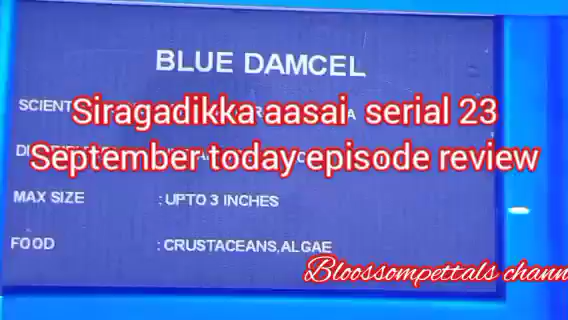 BLUE DAMCEL
SCIENT
Siragadikka aasai serial 23
September today episode review
MAX SIZE : UPTO 3 INCHES
FOOD : CRUSTACEANS,ALGAE
Bloossompettals chann